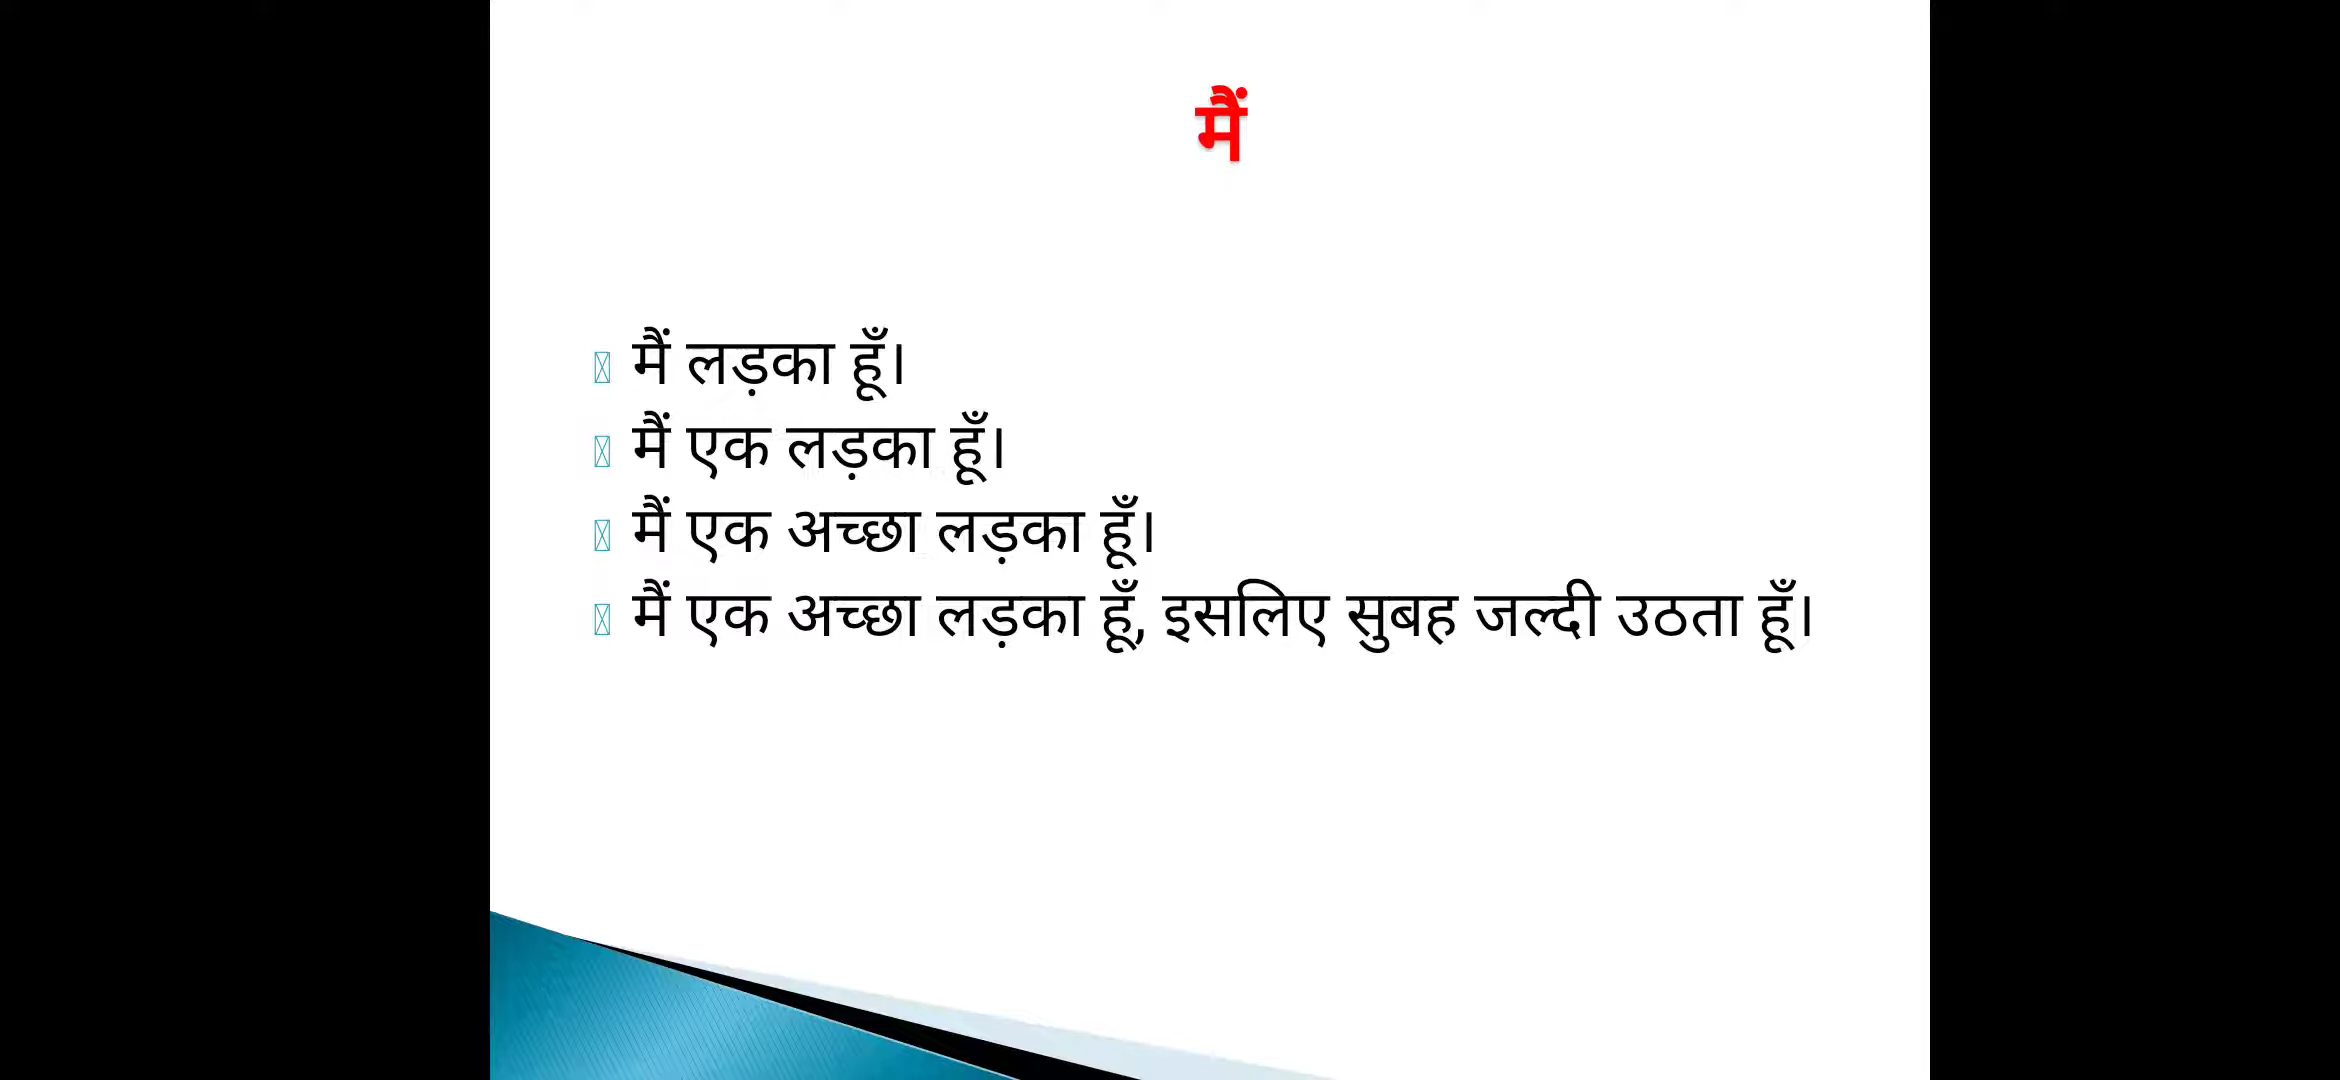 मैं
मैं लड़का हूँ।
मैं एक लड़का हूँ।
मैं एक अच्छा लड़का हूँ।
मैं एक अच्छा लड़का हूँ, इसलिए सुबह जल्दी उठता हूँ।